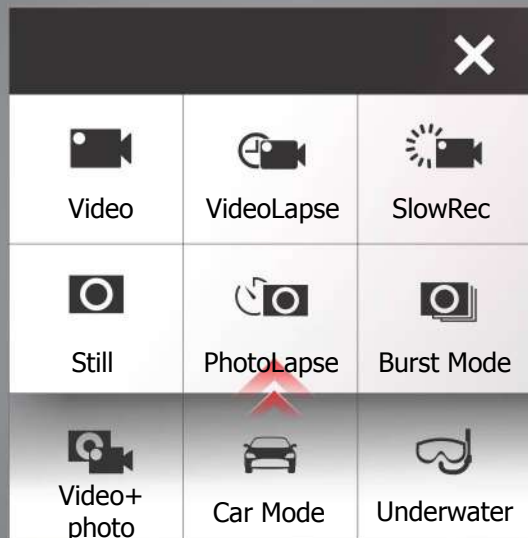 Video
VideoLapse
SlowRec
Still
PhotoLapse
Burst Mode
Video+
photo
Car Mode
Underwater